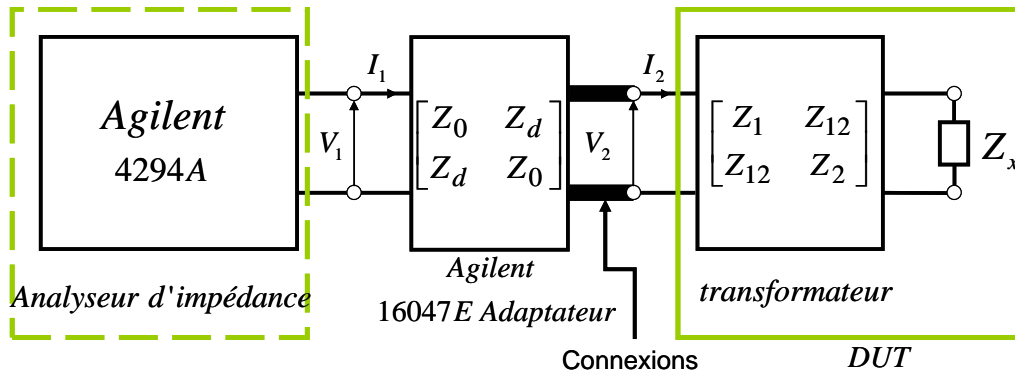 Agilent
4294A
Analyseur d'impédance
I1
V1
Z0 Zd
Zd Z0
Agilent
16047E Adaptateur
V2
I2
Connexions
Z1 Z12
Z12 Z2
transformateur
Zx
DUT